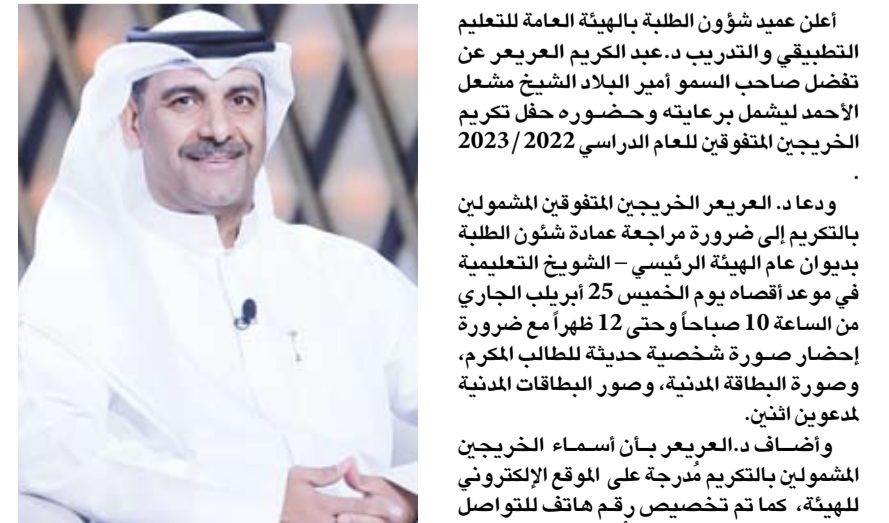 أعلن عميد شؤون الطلبة بالهيئة العامة للتعليم
التطبيقي والتدريب د.عبد الكريم العريعر عن
تفضل صاحب السمو أمير البلاد الشيخ مشعل
الأحمد ليشمل برعايته وحضوره حفل تكريم
الخريجين المتفوقين للعام الدراسي 2022 / 2023
.
ودعا د. العريعر الخريجين المتفوقين المشمولين
بالتكريم إلى ضرورة مراجعة عمادة شئون الطلبة
بديوان عام الهيئة الرئيسي – الشويخ التعليمية
في موعد أقصاه يوم الخميس 25 أبريلب الجاري
من الساعة 10 صباحاً وحتى 12 ظهراً مع ضرورة
إحضار صورة شخصية حديثة للطالب المكرم،
وصورة البطاقة المدنية، وصور البطاقات المدنية
لمدعوين اثنين.
وأضاف د.العريعر بأن أسماء الخريجين
المشمولين بالتكريم مُدرجة على الموقع الإلكتروني
للهيئة، كما تم تخصيص رقم هاتف للتواصل